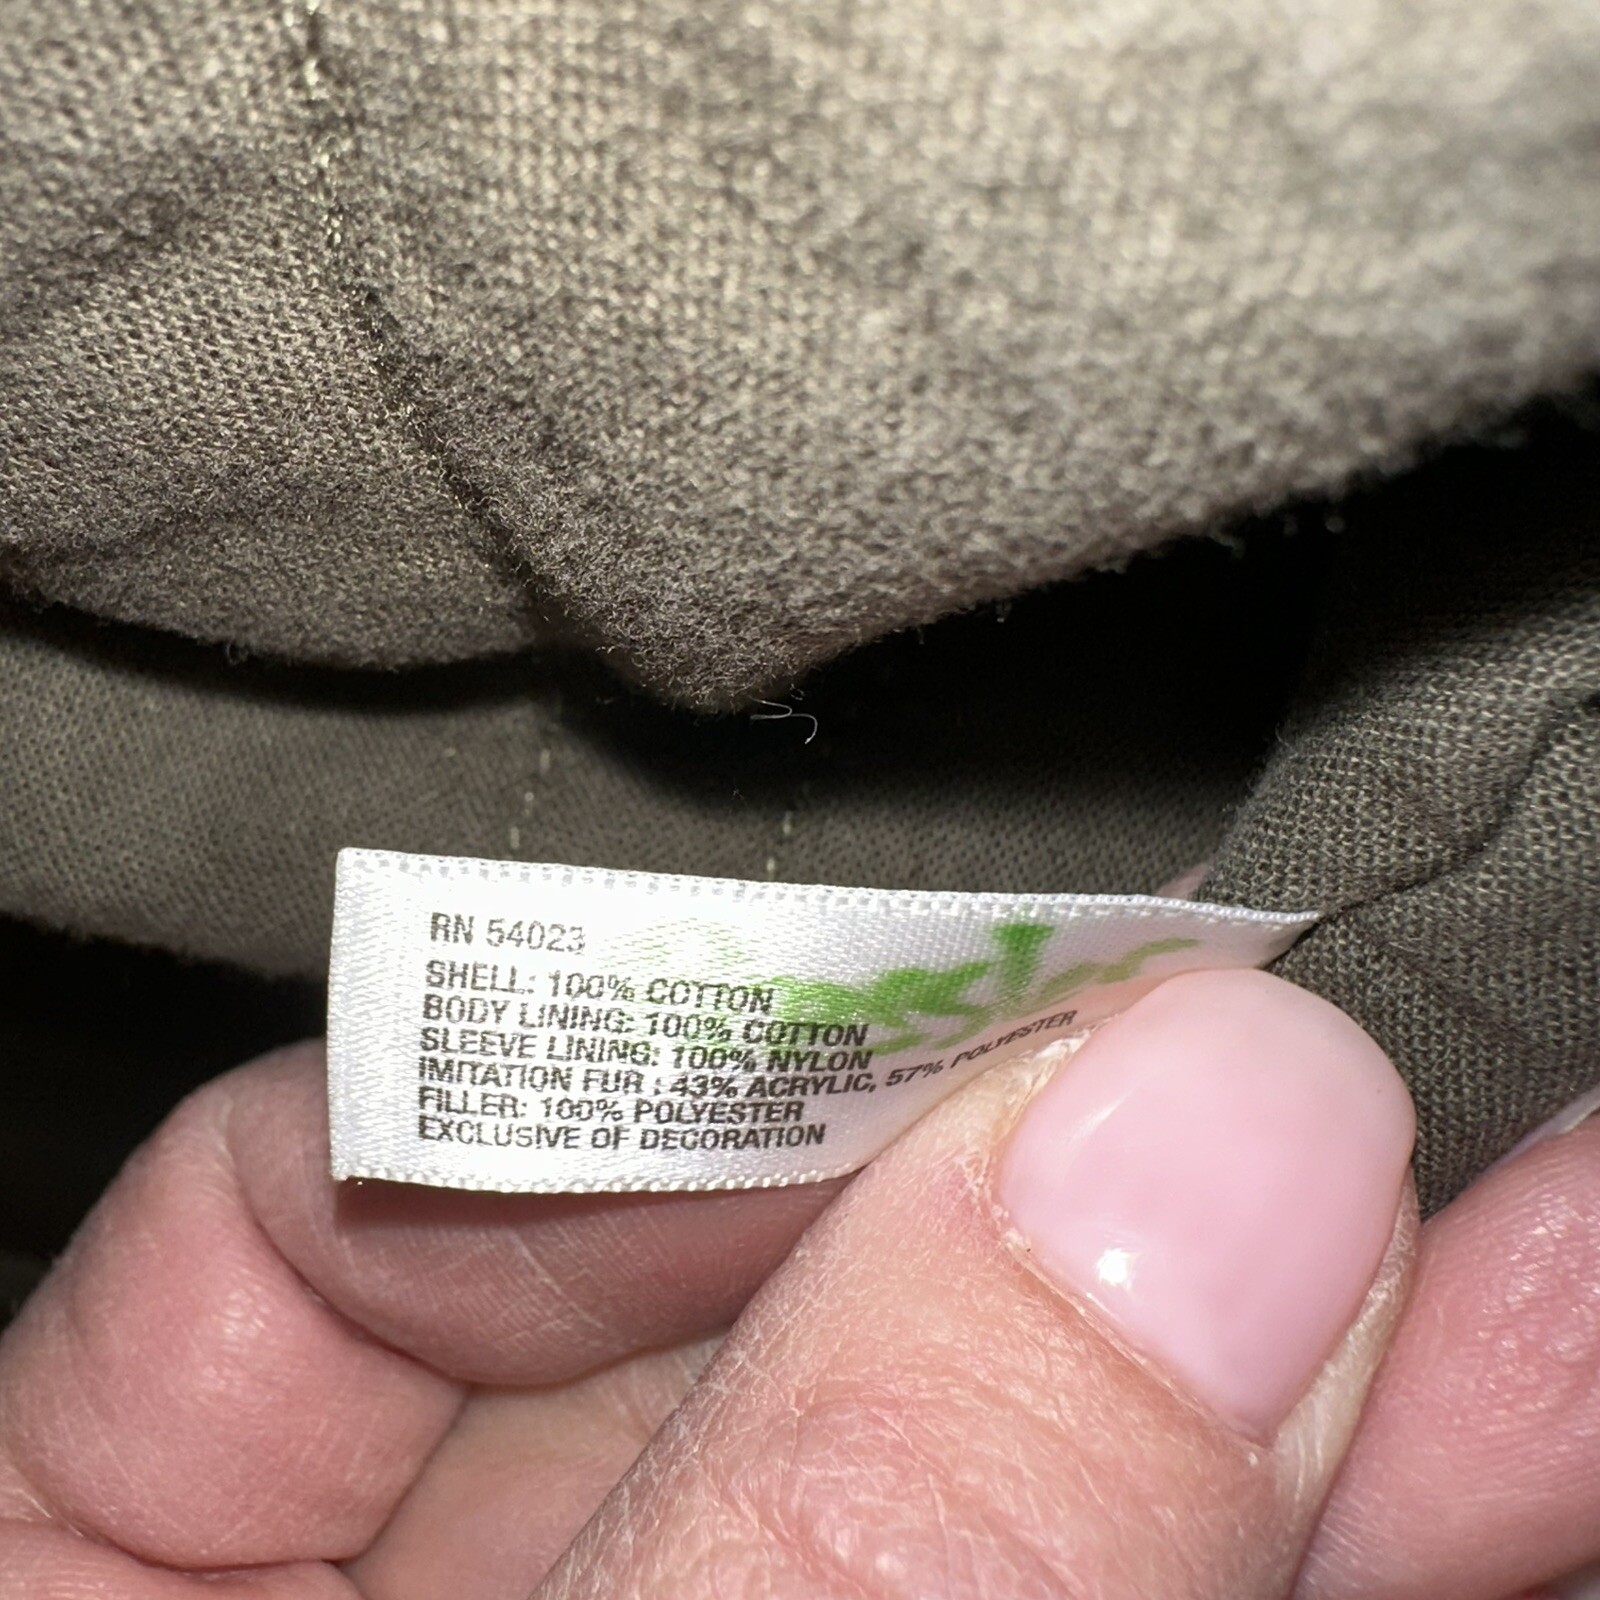 RN 54023
SHELL: 100% COTTON
BODY LINING: 100% COTTON
SLEEVE LINING: 100% NYLON
IMITATION FUR : 43% ACRYLIC, 57% POLYESTER
FILLER: 100% POLYESTER
EXCLUSIVE OF DECORATION